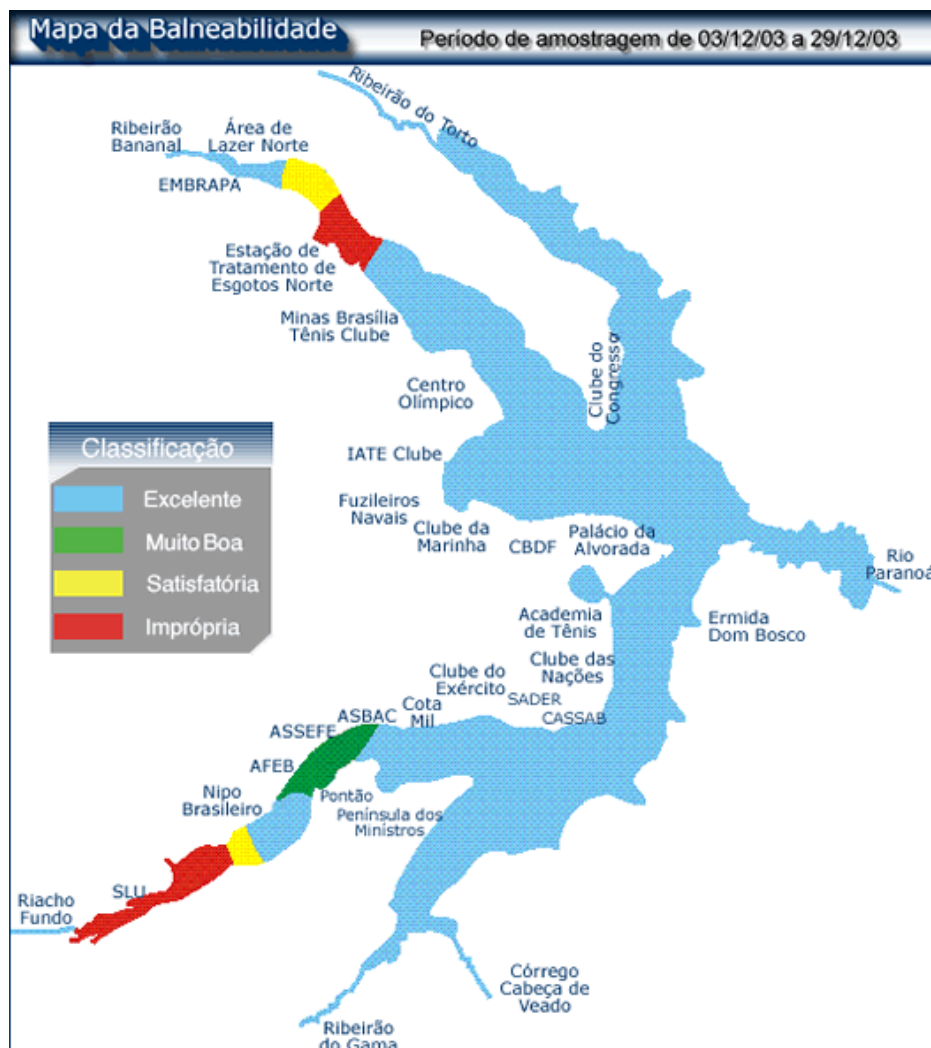 Mapa da Balneabilidade
Período de amostragem de 03/12/03 a 29/12/03
Ribeirão do Torto
Ribeirão
Bananal
Área de
Lazer Norte
EMBRAPA
Estação de
Tratamento de
Esgotos Norte
Minas Brasília
Tênis Clube
Centro
Olímpico
Clube do
Congresso
IATE Clube
Fuzileiros
Navais
Clube da
Marinha
CBDF
Palácio da
Alvorada
Rio
Paranoá
Classificação
Excelente
Muito Boa
Satisfatória
Imprópria
Academia
de Tênis
Ermida
Dom Bosco
Clube das
Nações
Clube do
Exército
SADER
CASSAB
Cota
Mil
ASBAC
ASSEFE
AFEB
Nipo
Brasileiro
Pontão
Península dos
Ministros
SLU
Riacho
Fundo
Córrego
Cabeça de
Veado
Ribeirão
do Gama